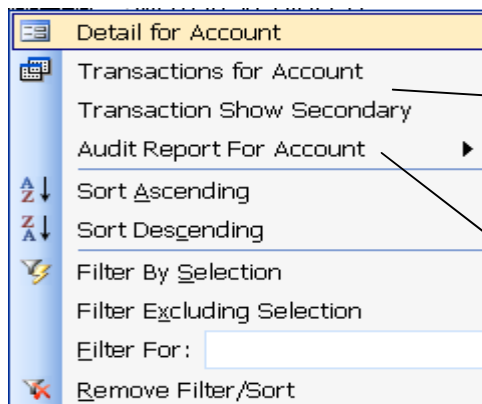 Detail for Account
Transactions for Account
Transaction Show Secondary
Audit Report For Account
Sort Ascending
Sort Descending
Filter By Selection
Filter Excluding Selection
Filter For:
Remove Filter/Sort